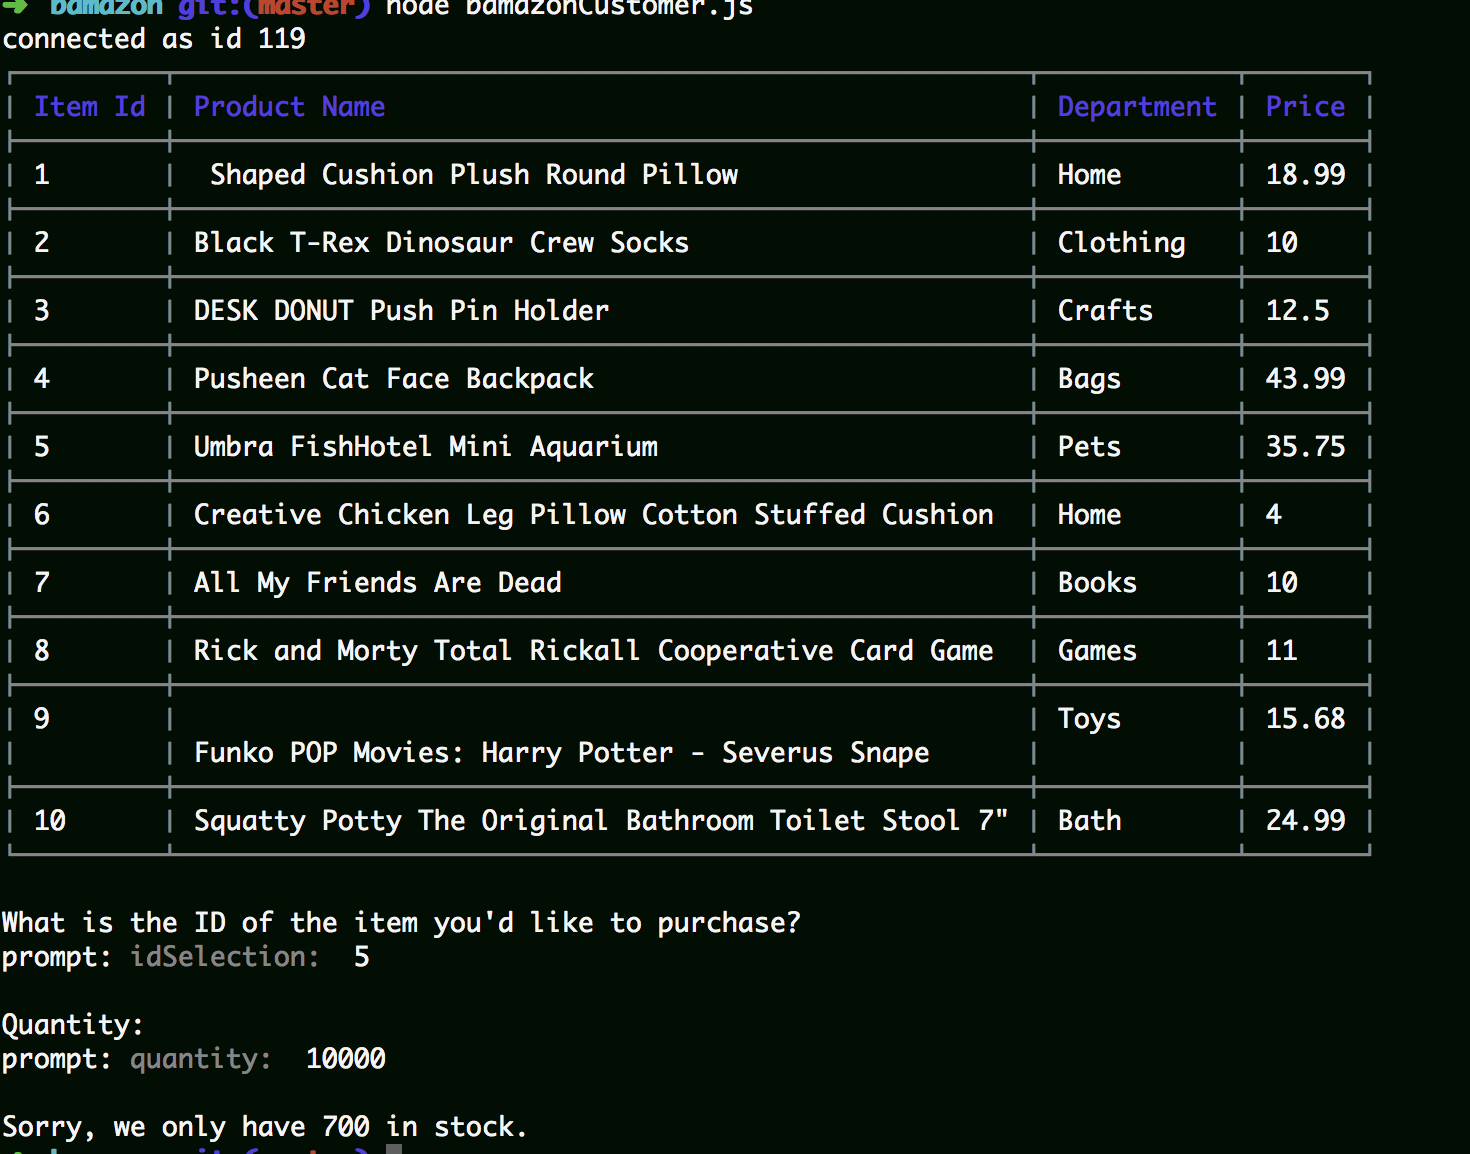 ➜ bamazon git:(master) node bamazonCustomer.js
connected as id 119
Item Id Product Name Department Price
1 Shaped Cushion Plush Round Pillow Home 18.99
2 Black T-Rex Dinosaur Crew Socks Clothing 10
3 DESK DONUT Push Pin Holder Crafts 12.5
4 Pusheen Cat Face Backpack Bags 43.99
5 Umbra FishHotel Mini Aquarium Pets 35.75
6 Creative Chicken Leg Pillow Cotton Stuffed Cushion Home 4
7 All My Friends Are Dead Books 10
8 Rick and Morty Total Rickall Cooperative Card Game Games 11
9 Toys 15.68
Funko POP Movies: Harry Potter - Severus Snape
10 Squatty Potty The Original Bathroom Toilet Stool 7" Bath 24.99
What is the ID of the item you'd like to purchase?
prompt: idSelection: 5
Quantity:
prompt: quantity: 10000
Sorry, we only have 700 in stock.